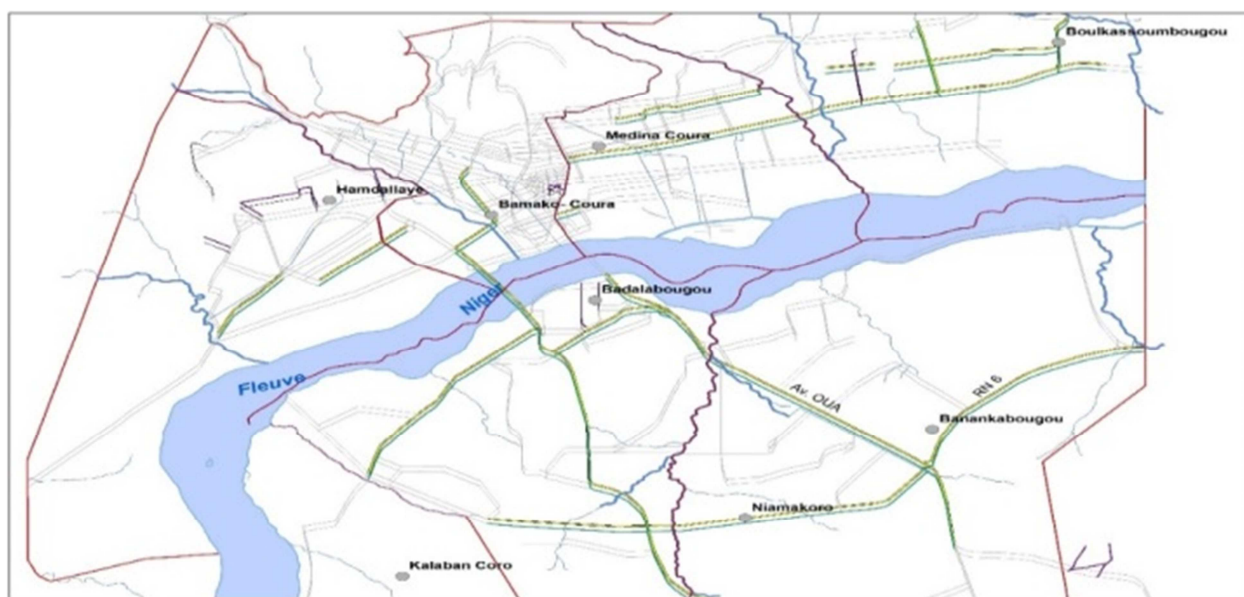 Boulkassoumbougou
Medina Coura
Hamdallaye
Bamako- Coura
Badalabougou
Niger
Fleuve
Av. OUA
RN 6
Banankabougou
Niamakoro
Kalaban Coro